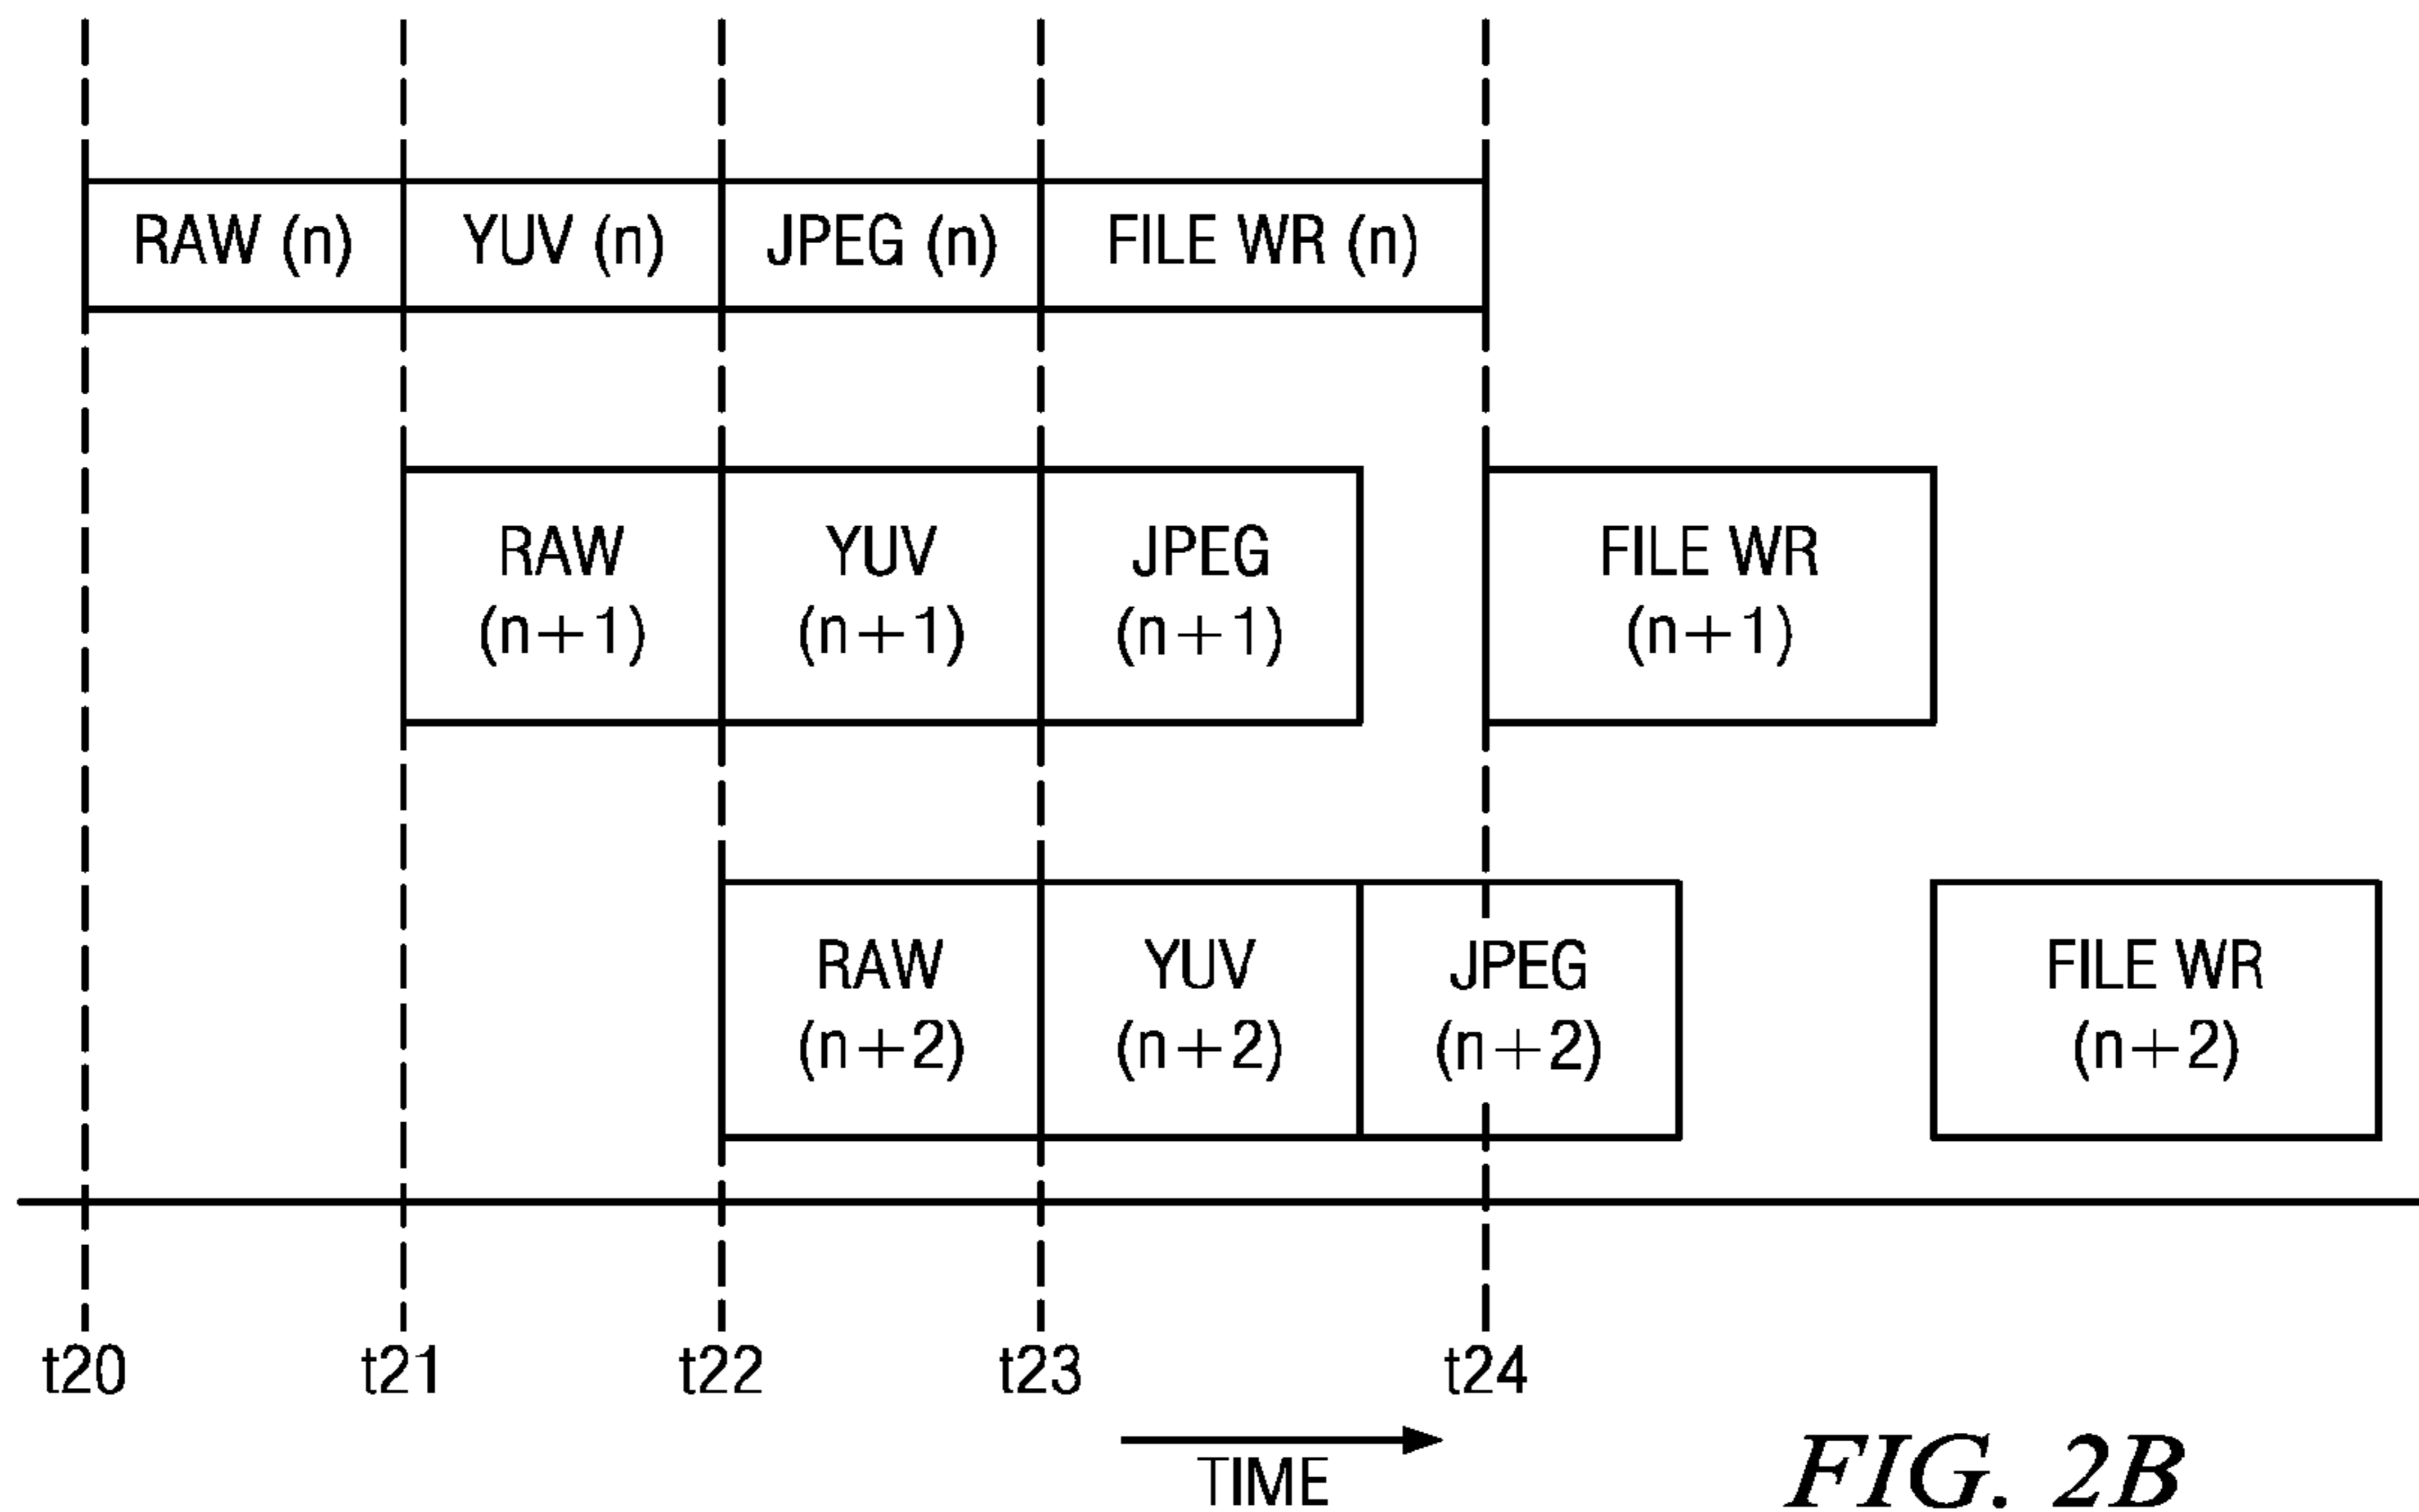 RAW (n) YUV (n) JPEG (n) FILE WR (n)
RAW YUV JPEG FILE WR
(n+1) (n+1) (n+1) (n+1)
RAW YUV JPEG FILE WR
(n+2) (n+2) (n+2) (n+2)
t20 t21 t22 t23 t24
TIME
FIG. 2B